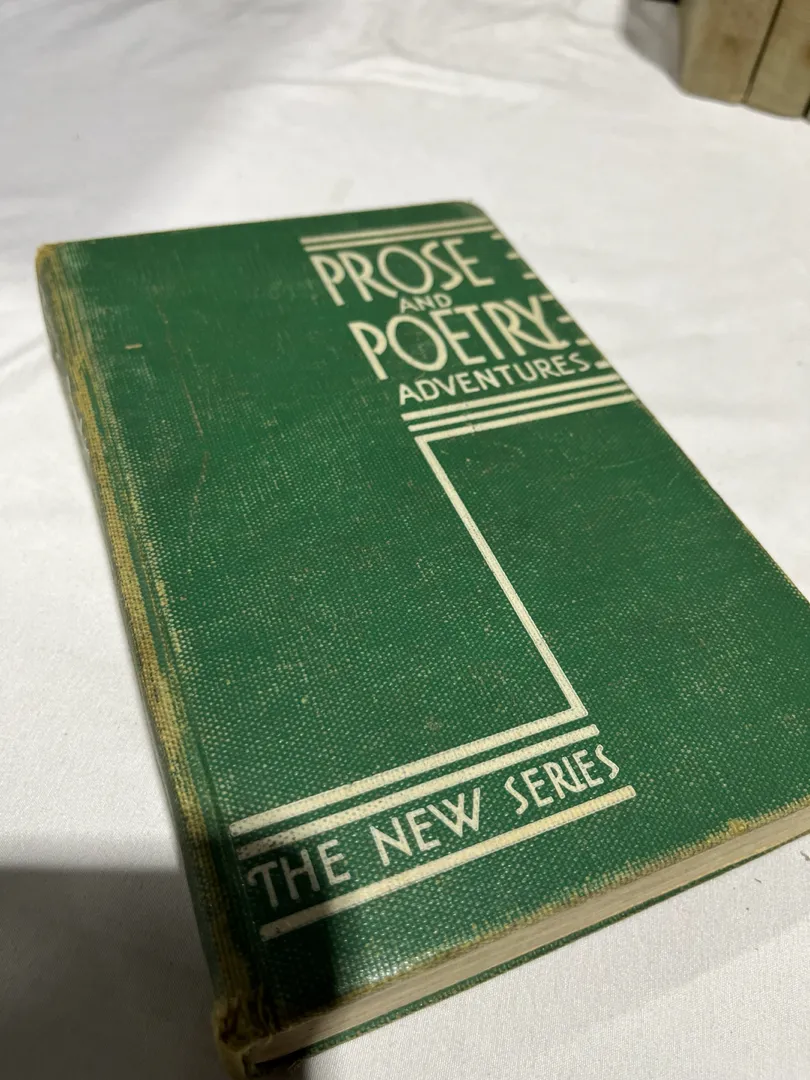 PROSE
AND
POETRY
ADVENTURES
THE NEW SERIES